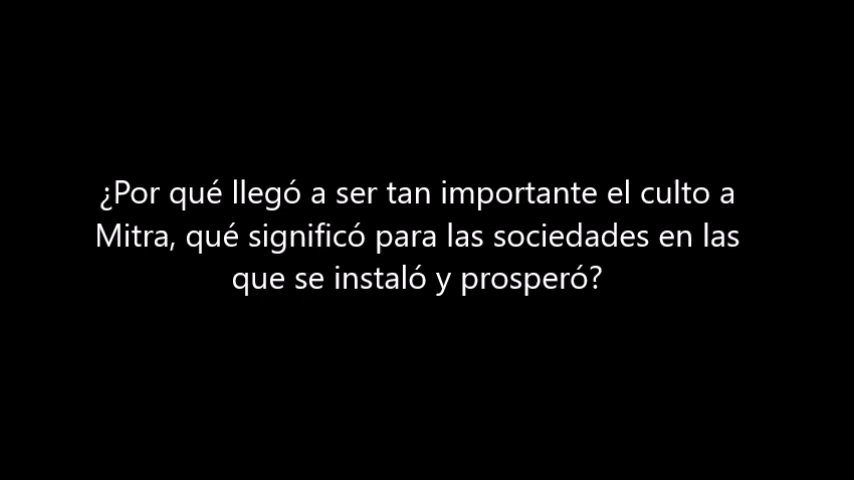 ¿Por qué llegó a ser tan importante el culto a
Mitra, qué significó para las sociedades en las
que se instaló y prosperó?